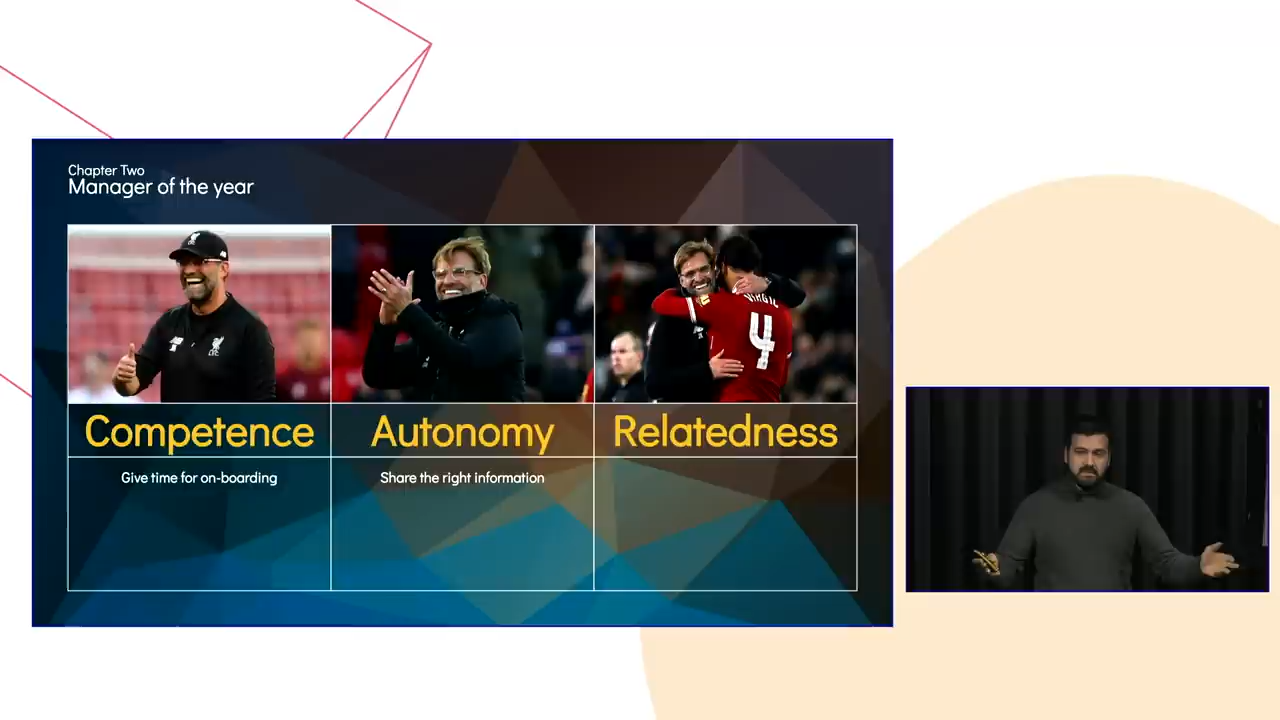 Chapter Two
Manager of the year
VIRGIL
4
Competence
Autonomy
Relatedness
Give time for on-boarding
Share the right information